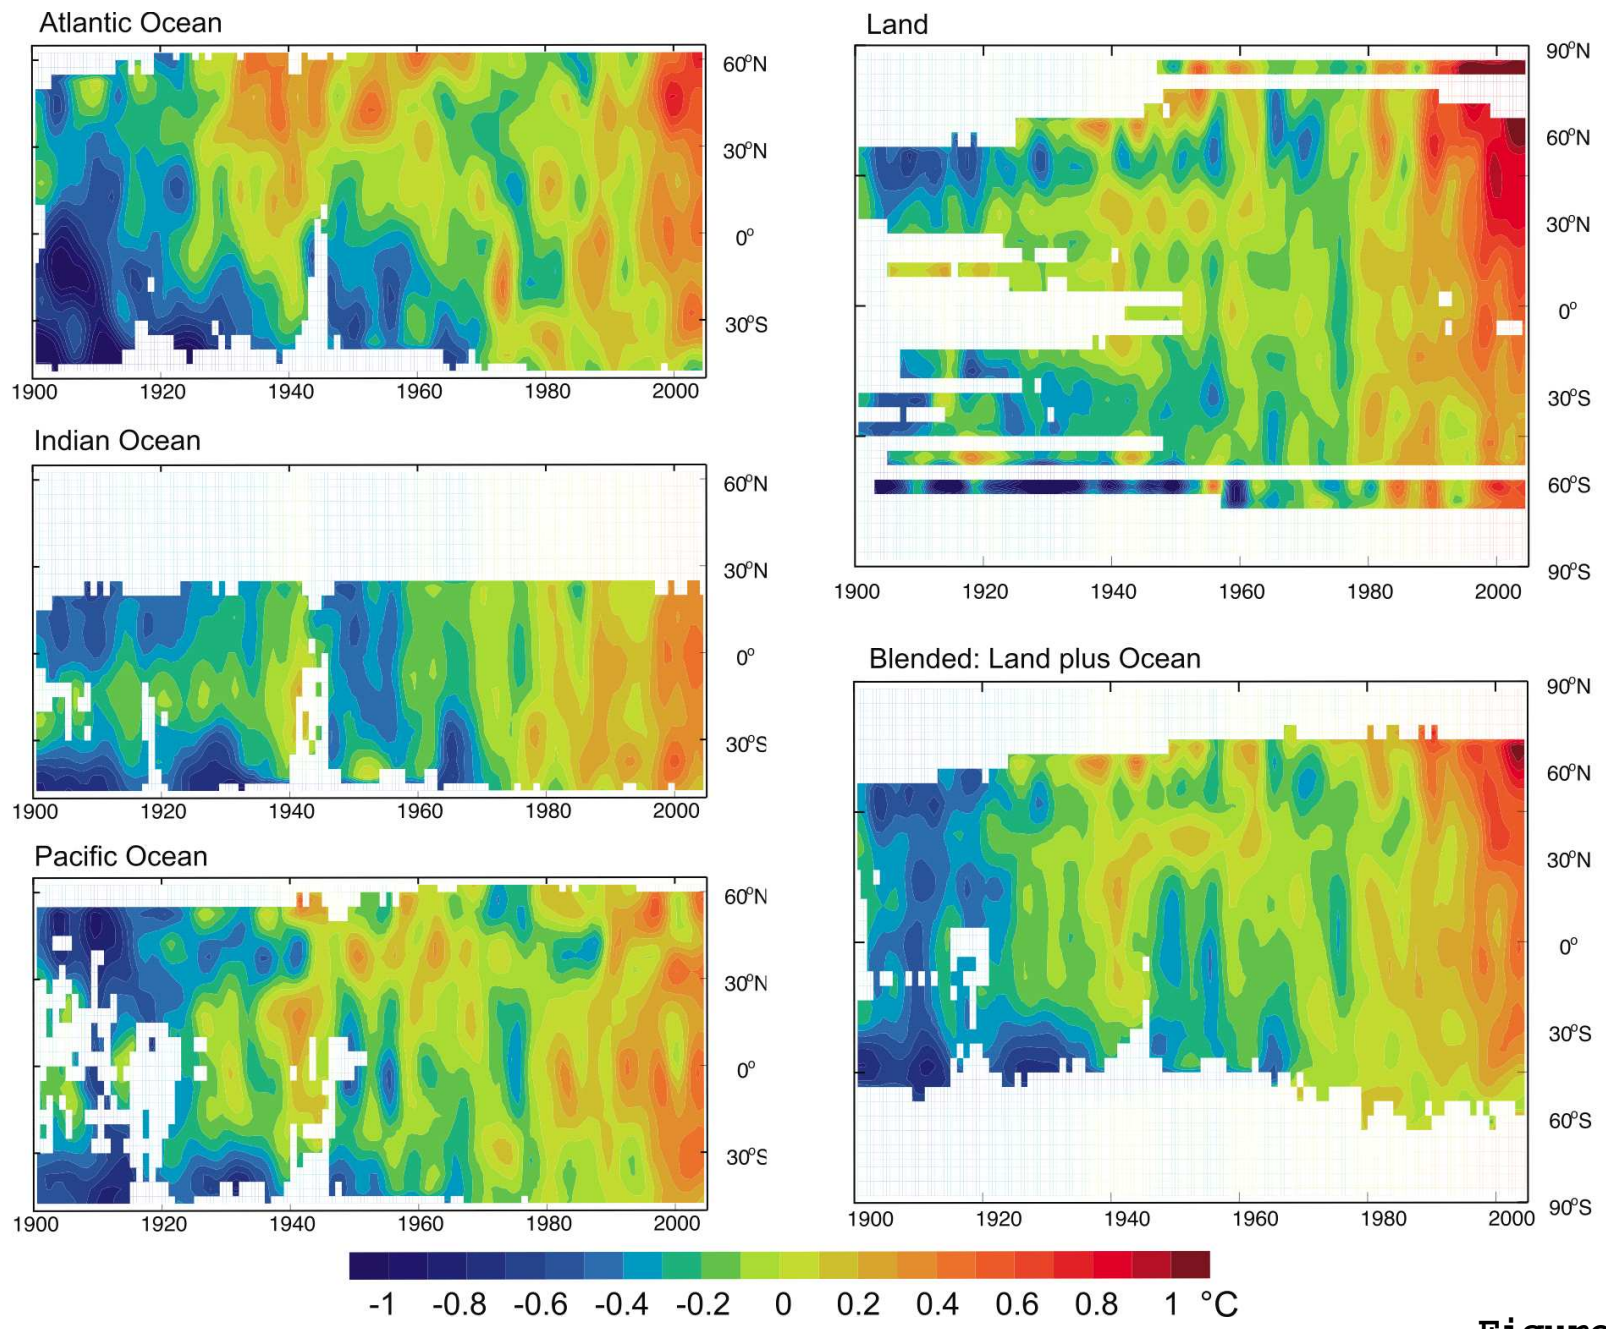 Atlantic Ocean
60°N
30°N
0°
30°S
1900 1920 1940 1960 1980 2000
Indian Ocean
60°N
30°N
0°
30°S
1900 1920 1940 1960 1980 2000
Pacific Ocean
60°N
30°N
0°
30°S
1900 1920 1940 1960 1980 2000
Land
90°N
60°N
30°N
0°
30°S
60°S
90°S
1900 1920 1940 1960 1980 2000
Blended: Land plus Ocean
90°N
60°N
30°N
0°
30°S
60°S
90°S
1900 1920 1940 1960 1980 2000
-1 -0.8 -0.6 -0.4 -0.2 0 0.2 0.4 0.6 0.8 1 °C